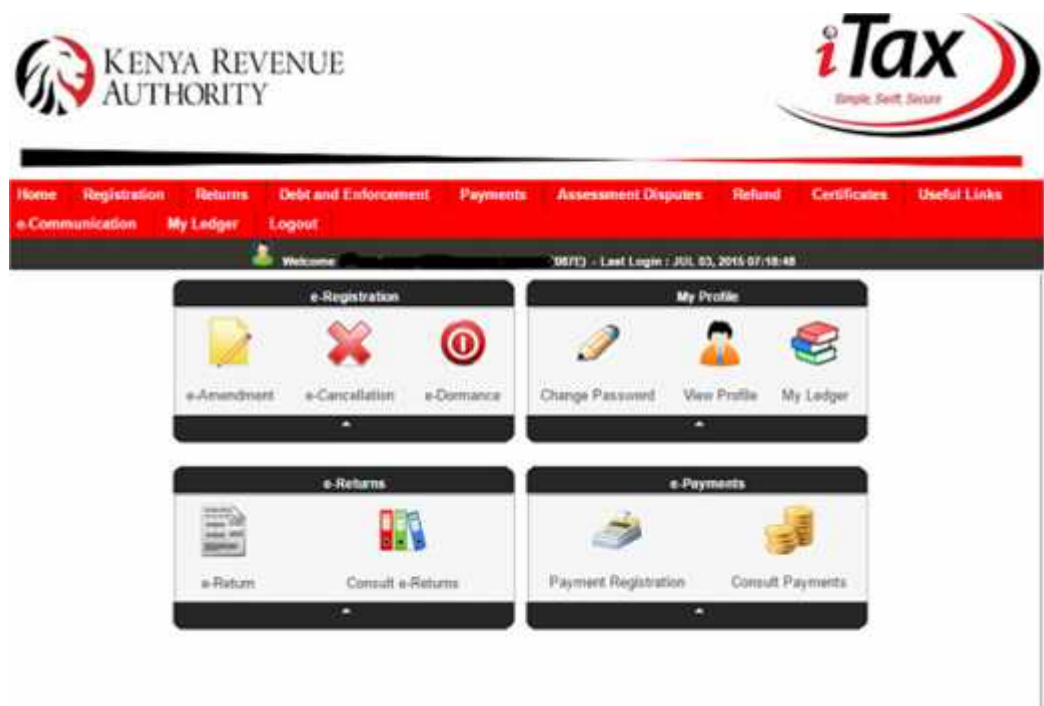 KENYA REVENUE
AUTHORITY
iTax
Simple, Swift, Secure
Home Registration Returns Debt and Enforcement Payments Assessment Disputes Refund Certificates Useful Links
e-Communication My Ledger Logout
Welcome - Last Login : JUL 03, 2015 07:18:48
e-Registration My Profile
e-Amendment e-Cancellation e-Dormance Change Password View Profile My Ledger
e-Returns e-Payments
e-Return Consult e-Returns Payment Registration Consult Payments